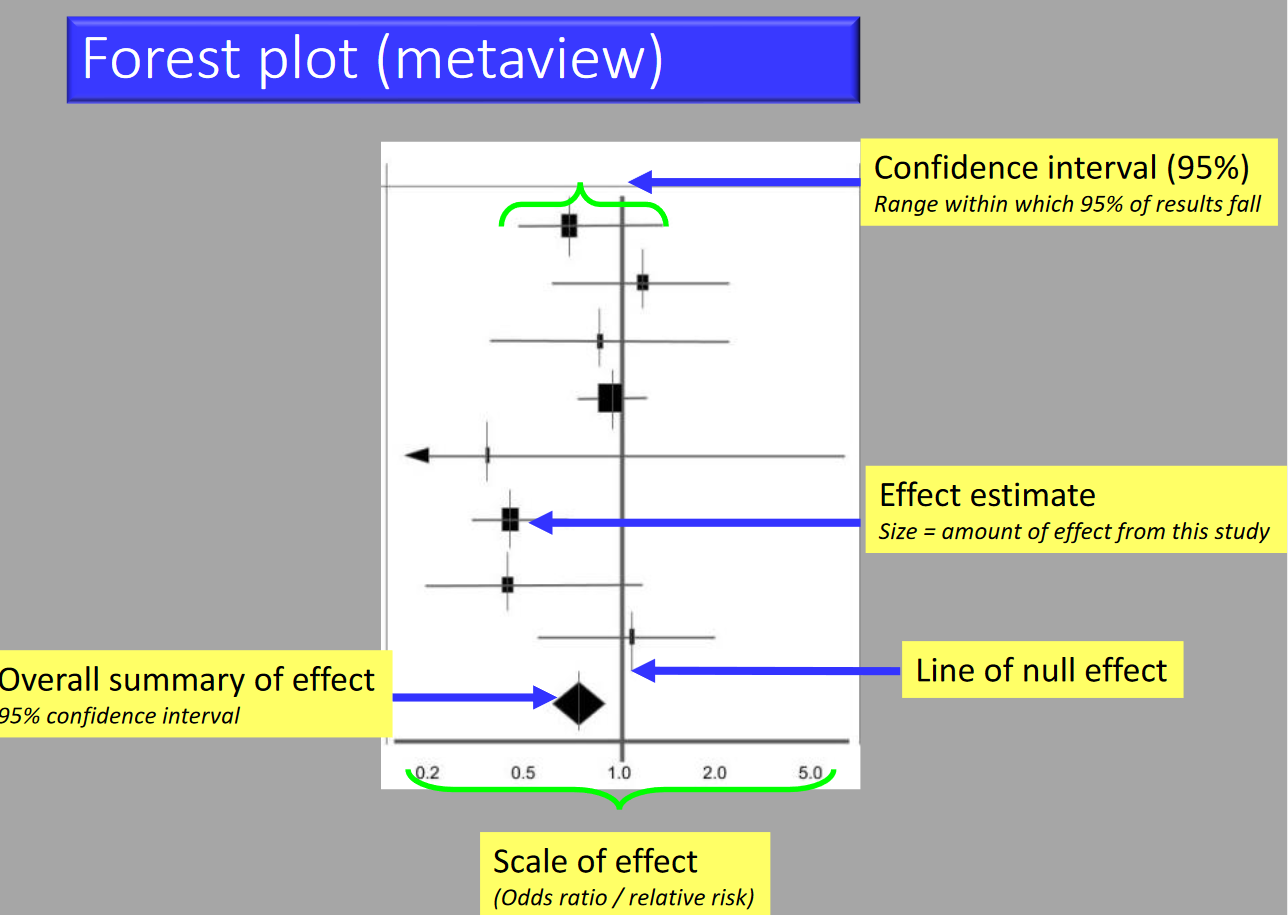 Forest plot (metaview)
Confidence interval (95%)
Range within which 95% of results fall
Effect estimate
Size = amount of effect from this study
Line of null effect
Overall summary of effect
95% confidence interval
0.2 0.5 1.0 2.0 5.0
Scale of effect
(Odds ratio / relative risk)